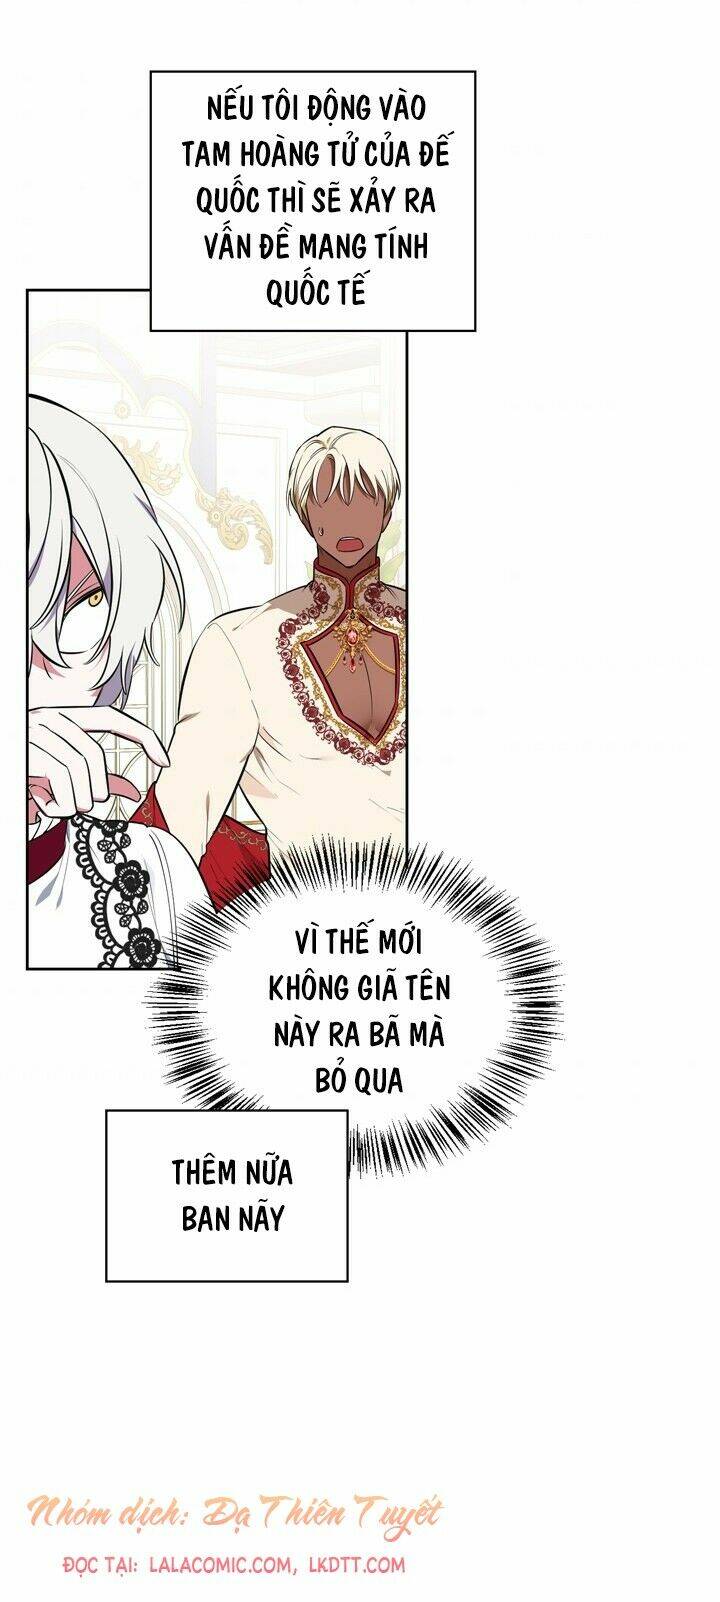 NẾU TÔI ĐỘNG VÀO
TAM HOÀNG TỬ CỦA ĐẾ
QUỐC THÌ SẼ XẢY RA
VẤN ĐỀ MANG TÍNH
QUỐC TẾ
VÌ THẾ MỚI
KHÔNG GIÃ TÊN
NÀY RA BÃ MÀ
BỎ QUA
THÊM NỮA
BAN NÃY
Nhóm dịch: Dạ Thiên Tuyết
ĐỌC TẠI: LALACOMIC.COM, LKDTT.COM